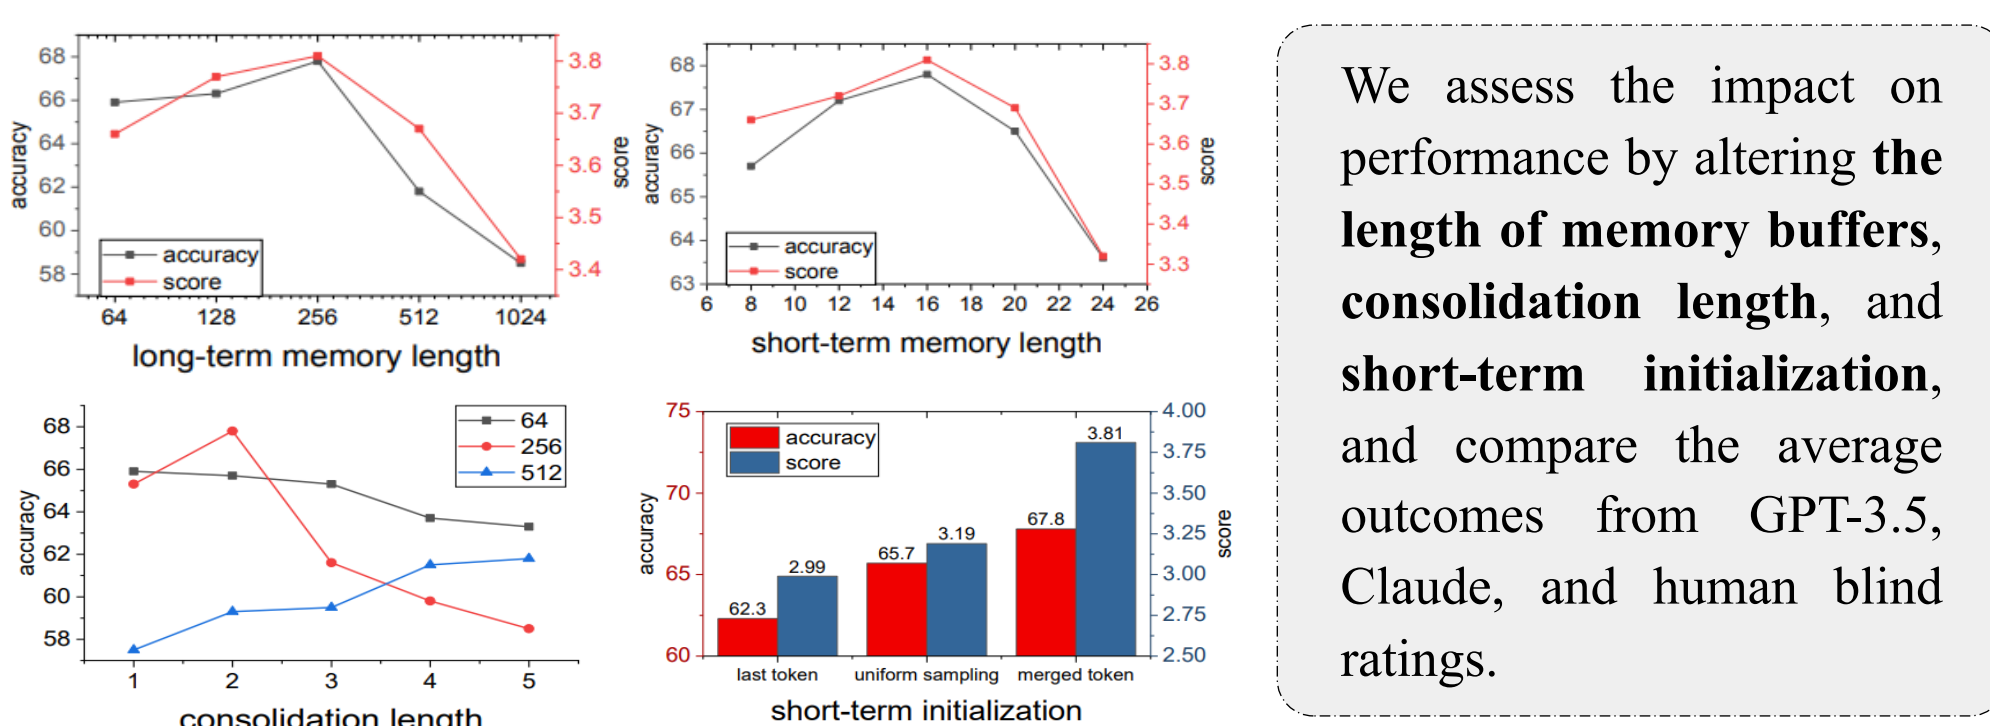 68
66
64
62
60
58
accuracy
3.8
3.7
3.6
3.5
3.4
score
accuracy
score
64 128 256 512 1024
long-term memory length
68
67
66
65
64
63
accuracy
3.8
3.7
3.6
3.5
3.4
3.3
score
accuracy
score
6 8 10 12 14 16 18 20 22 24 26
short-term memory length
68
66
64
62
60
58
accuracy
64
256
512
1 2 3 4 5
consolidation length
75
70
65
60
accuracy
4.00
3.75
3.50
3.25
3.00
2.75
2.50
score
accuracy
score
62.3 2.99 65.7 3.19 67.8 3.81
last token uniform sampling merged token
short-term initialization
We assess the impact on
performance by altering the
length of memory buffers,
consolidation length, and
short-term initialization,
and compare the average
outcomes from GPT-3.5,
Claude, and human blind
ratings.